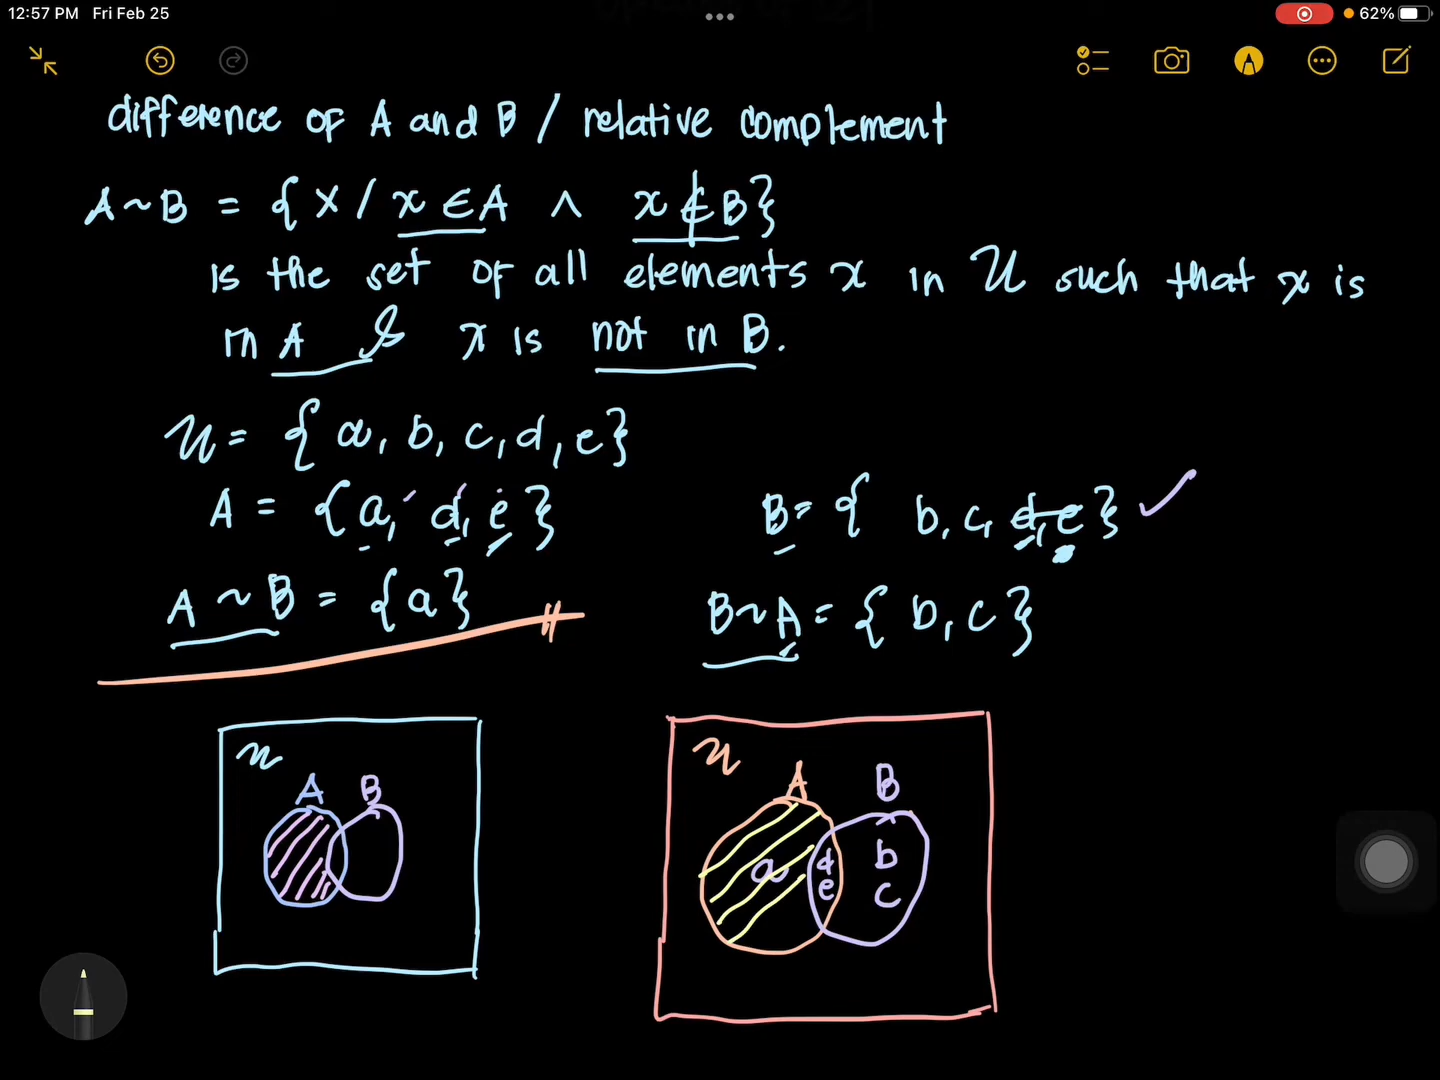 12:57 PM Fri Feb 25
62%
difference of A and B / relative complement
A ~ B = { x / x ∈ A ∧ x ∉ B }
is the set of all elements x in U such that x is
in A & x is not in B.
U = { a, b, c, d, e }
A = { a, d, e }
B = { b, c, d, e }
A ~ B = { a }
B ~ A = { b, c }
U
A B
U
A B
a d b
e c